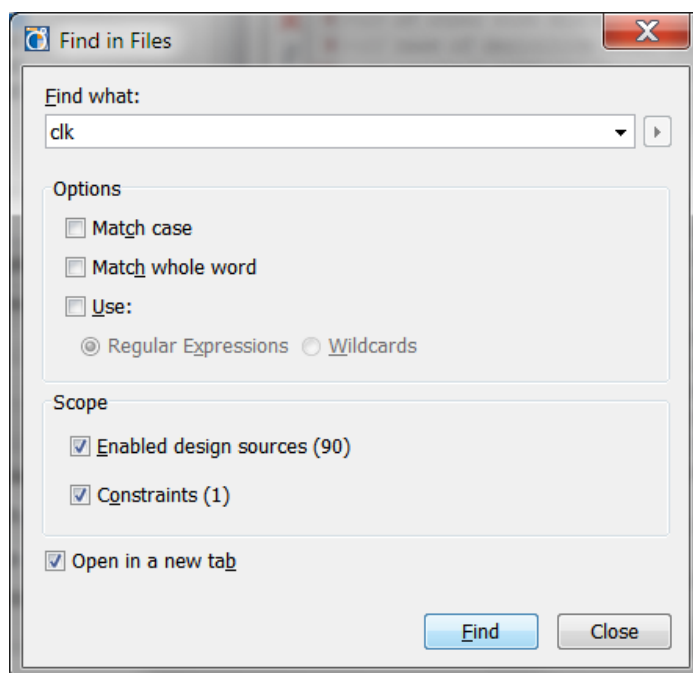 Find in Files
Find what:
clk
Options
Match case
Match whole word
Use:
Regular Expressions Wildcards
Scope
Enabled design sources (90)
Constraints (1)
Open in a new tab
Find Close